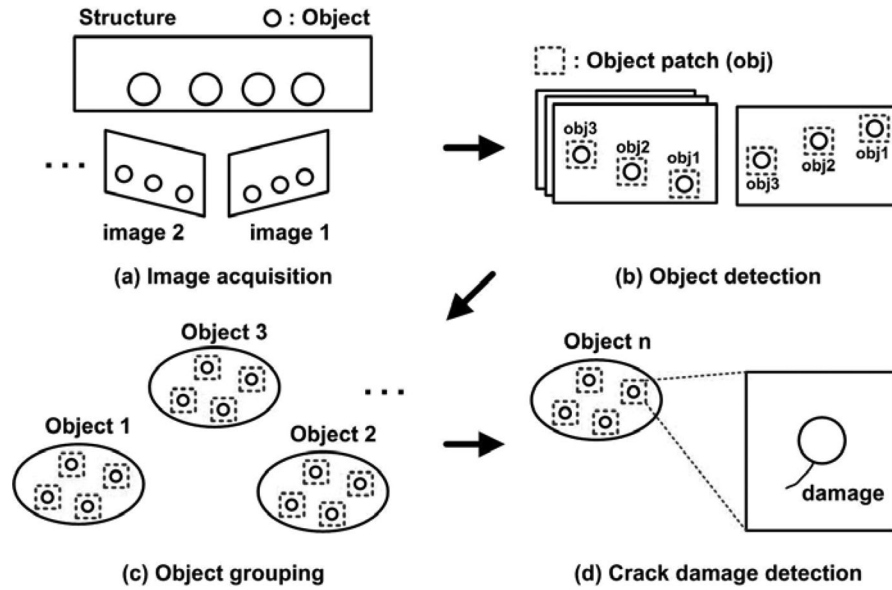 Structure
: Object
. . .
image 2
image 1
(a) Image acquisition
: Object patch (obj)
obj3
obj2
obj1
obj3
obj2
obj1
(b) Object detection
Object 3
. . .
Object 1
Object 2
(c) Object grouping
Object n
damage
(d) Crack damage detection